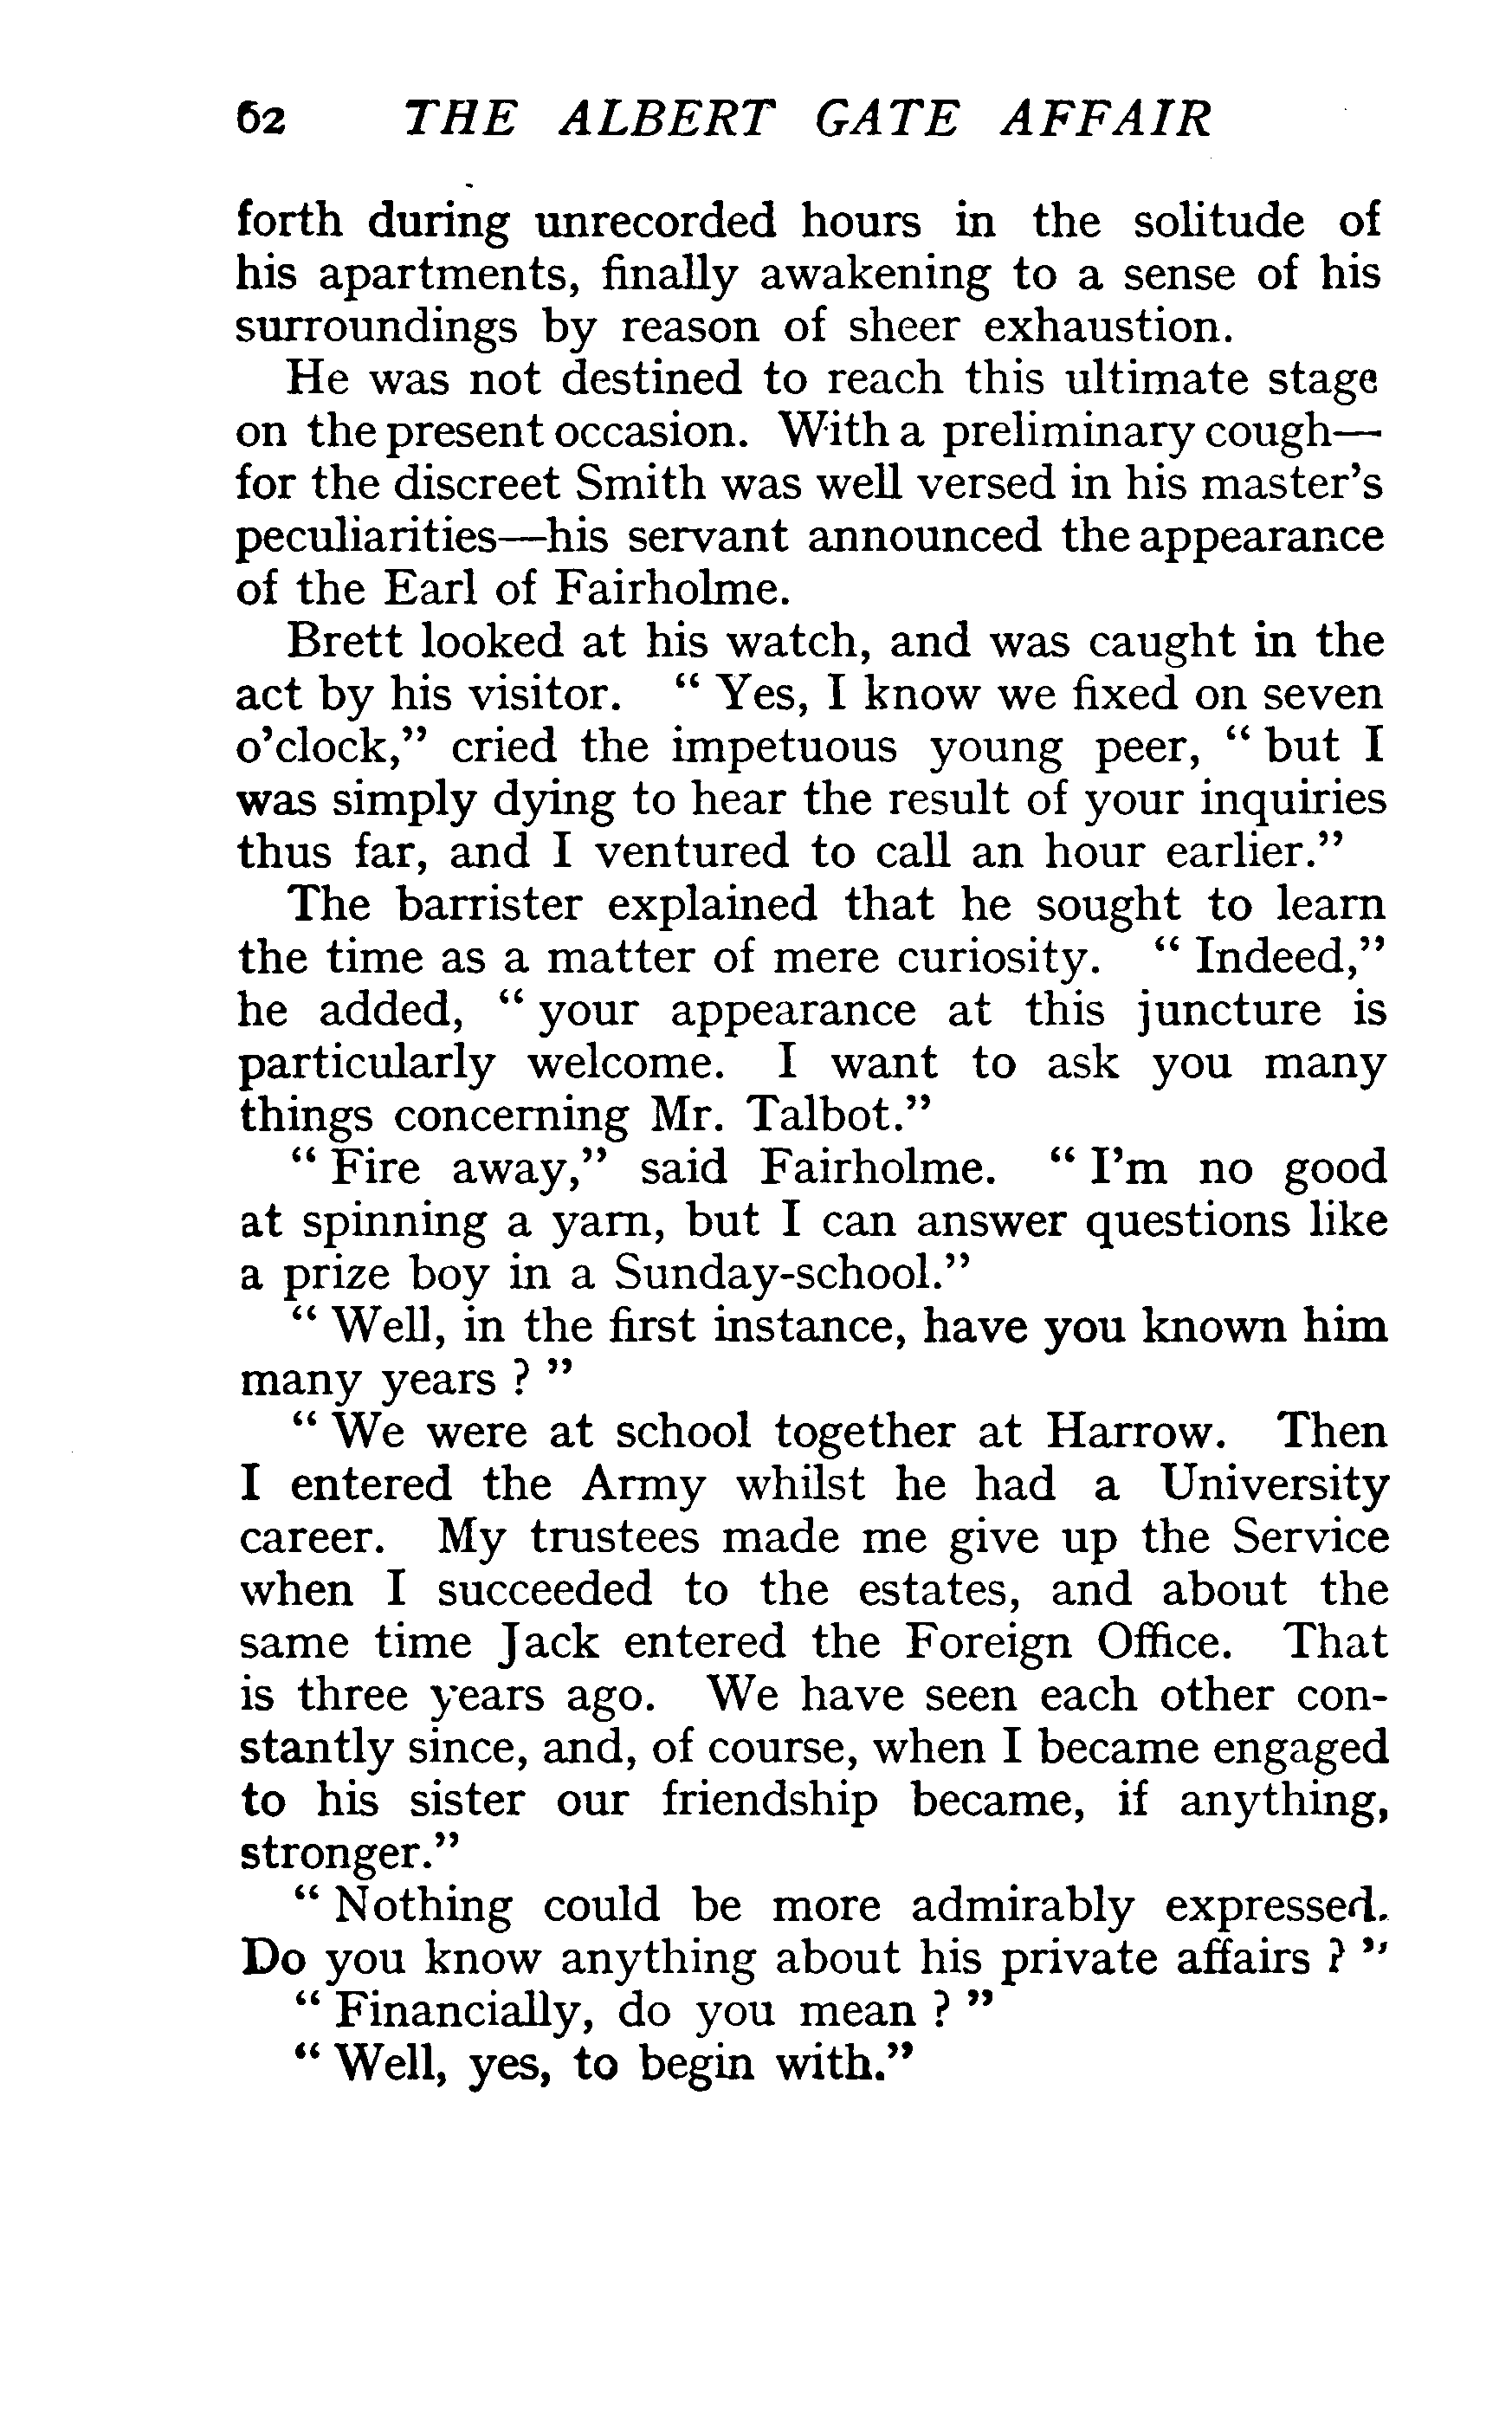 62 THE ALBERT GATE AFFAIR
forth during unrecorded hours in the solitude of
his apartments, finally awakening to a sense of his
surroundings by reason of sheer exhaustion.
He was not destined to reach this ultimate stage
on the present occasion. With a preliminary cough—
for the discreet Smith was well versed in his master's
peculiarities—his servant announced the appearance
of the Earl of Fairholme.
Brett looked at his watch, and was caught in the
act by his visitor. “ Yes, I know we fixed on seven
o'clock,” cried the impetuous young peer, “ but I
was simply dying to hear the result of your inquiries
thus far, and I ventured to call an hour earlier.”
The barrister explained that he sought to learn
the time as a matter of mere curiosity. “ Indeed,”
he added, “ your appearance at this juncture is
particularly welcome. I want to ask you many
things concerning Mr. Talbot.”
“ Fire away,” said Fairholme. “ I'm no good
at spinning a yarn, but I can answer questions like
a prize boy in a Sunday-school.”
“ Well, in the first instance, have you known him
many years ? ”
“ We were at school together at Harrow. Then
I entered the Army whilst he had a University
career. My trustees made me give up the Service
when I succeeded to the estates, and about the
same time Jack entered the Foreign Office. That
is three years ago. We have seen each other con-
stantly since, and, of course, when I became engaged
to his sister our friendship became, if anything,
stronger.”
“ Nothing could be more admirably expressed.
Do you know anything about his private affairs ? ”
“ Financially, do you mean ? ”
“ Well, yes, to begin with.”